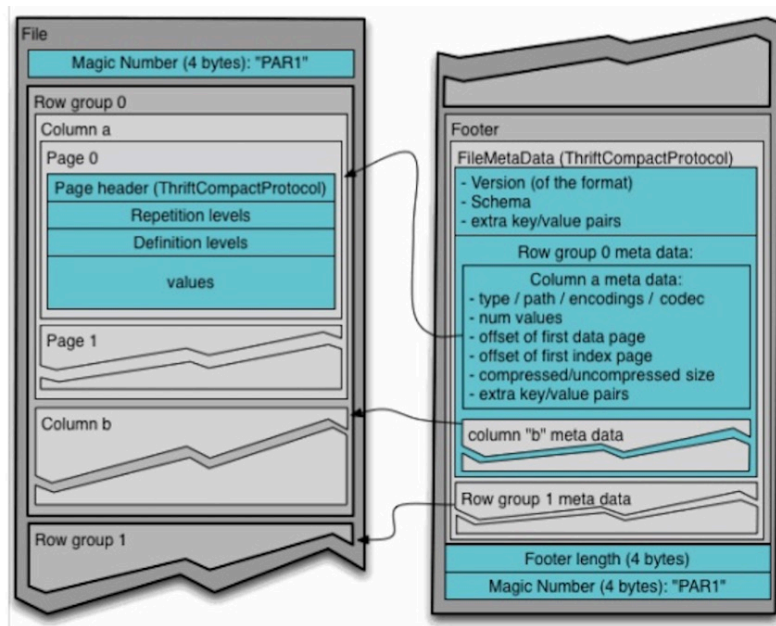 File
Magic Number (4 bytes): "PAR1"
Row group 0
Column a
Page 0
Page header (ThriftCompactProtocol)
Repetition levels
Definition levels
values
Page 1
Column b
Row group 1
Footer
FileMetaData (ThriftCompactProtocol)
- Version (of the format)
- Schema
- extra key/value pairs
Row group 0 meta data:
Column a meta data:
- type / path / encodings / codec
- num values
- offset of first data page
- offset of first index page
- compressed/uncompressed size
- extra key/value pairs
column "b" meta data
Row group 1 meta data
Footer length (4 bytes)
Magic Number (4 bytes): "PAR1"